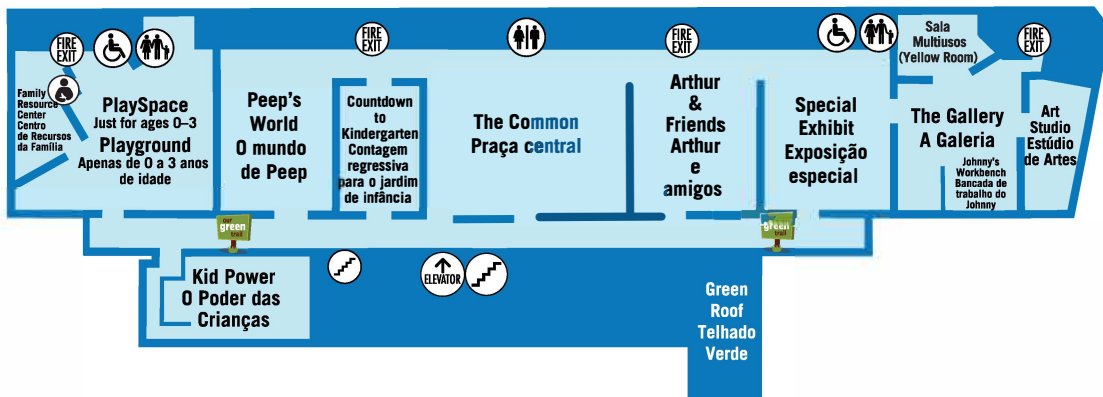 FIRE
EXIT
Family
Resource
Center
Centro
de Recursos
da Família
PlaySpace
Just for ages 0–3
Playground
Apenas de 0 a 3 anos
de idade
Peep's
World
O mundo
de Peep
FIRE
EXIT
Countdown
to
Kindergarten
Contagem
regressiva
para o jardim
de infância
The Common
Praça central
FIRE
EXIT
Arthur
&
Friends
Arthur
e
amigos
Special
Exhibit
Exposição
especial
Sala
Multiusos
(Yellow Room)
The Gallery
A Galeria
Johnny's
Workbench
Bancada de
trabalho do
Johnny
FIRE
EXIT
Art
Studio
Estúdio
de Artes
our
green
trail
our
green
trail
Kid Power
O Poder das
Crianças
ELEVATOR
Green
Roof
Telhado
Verde